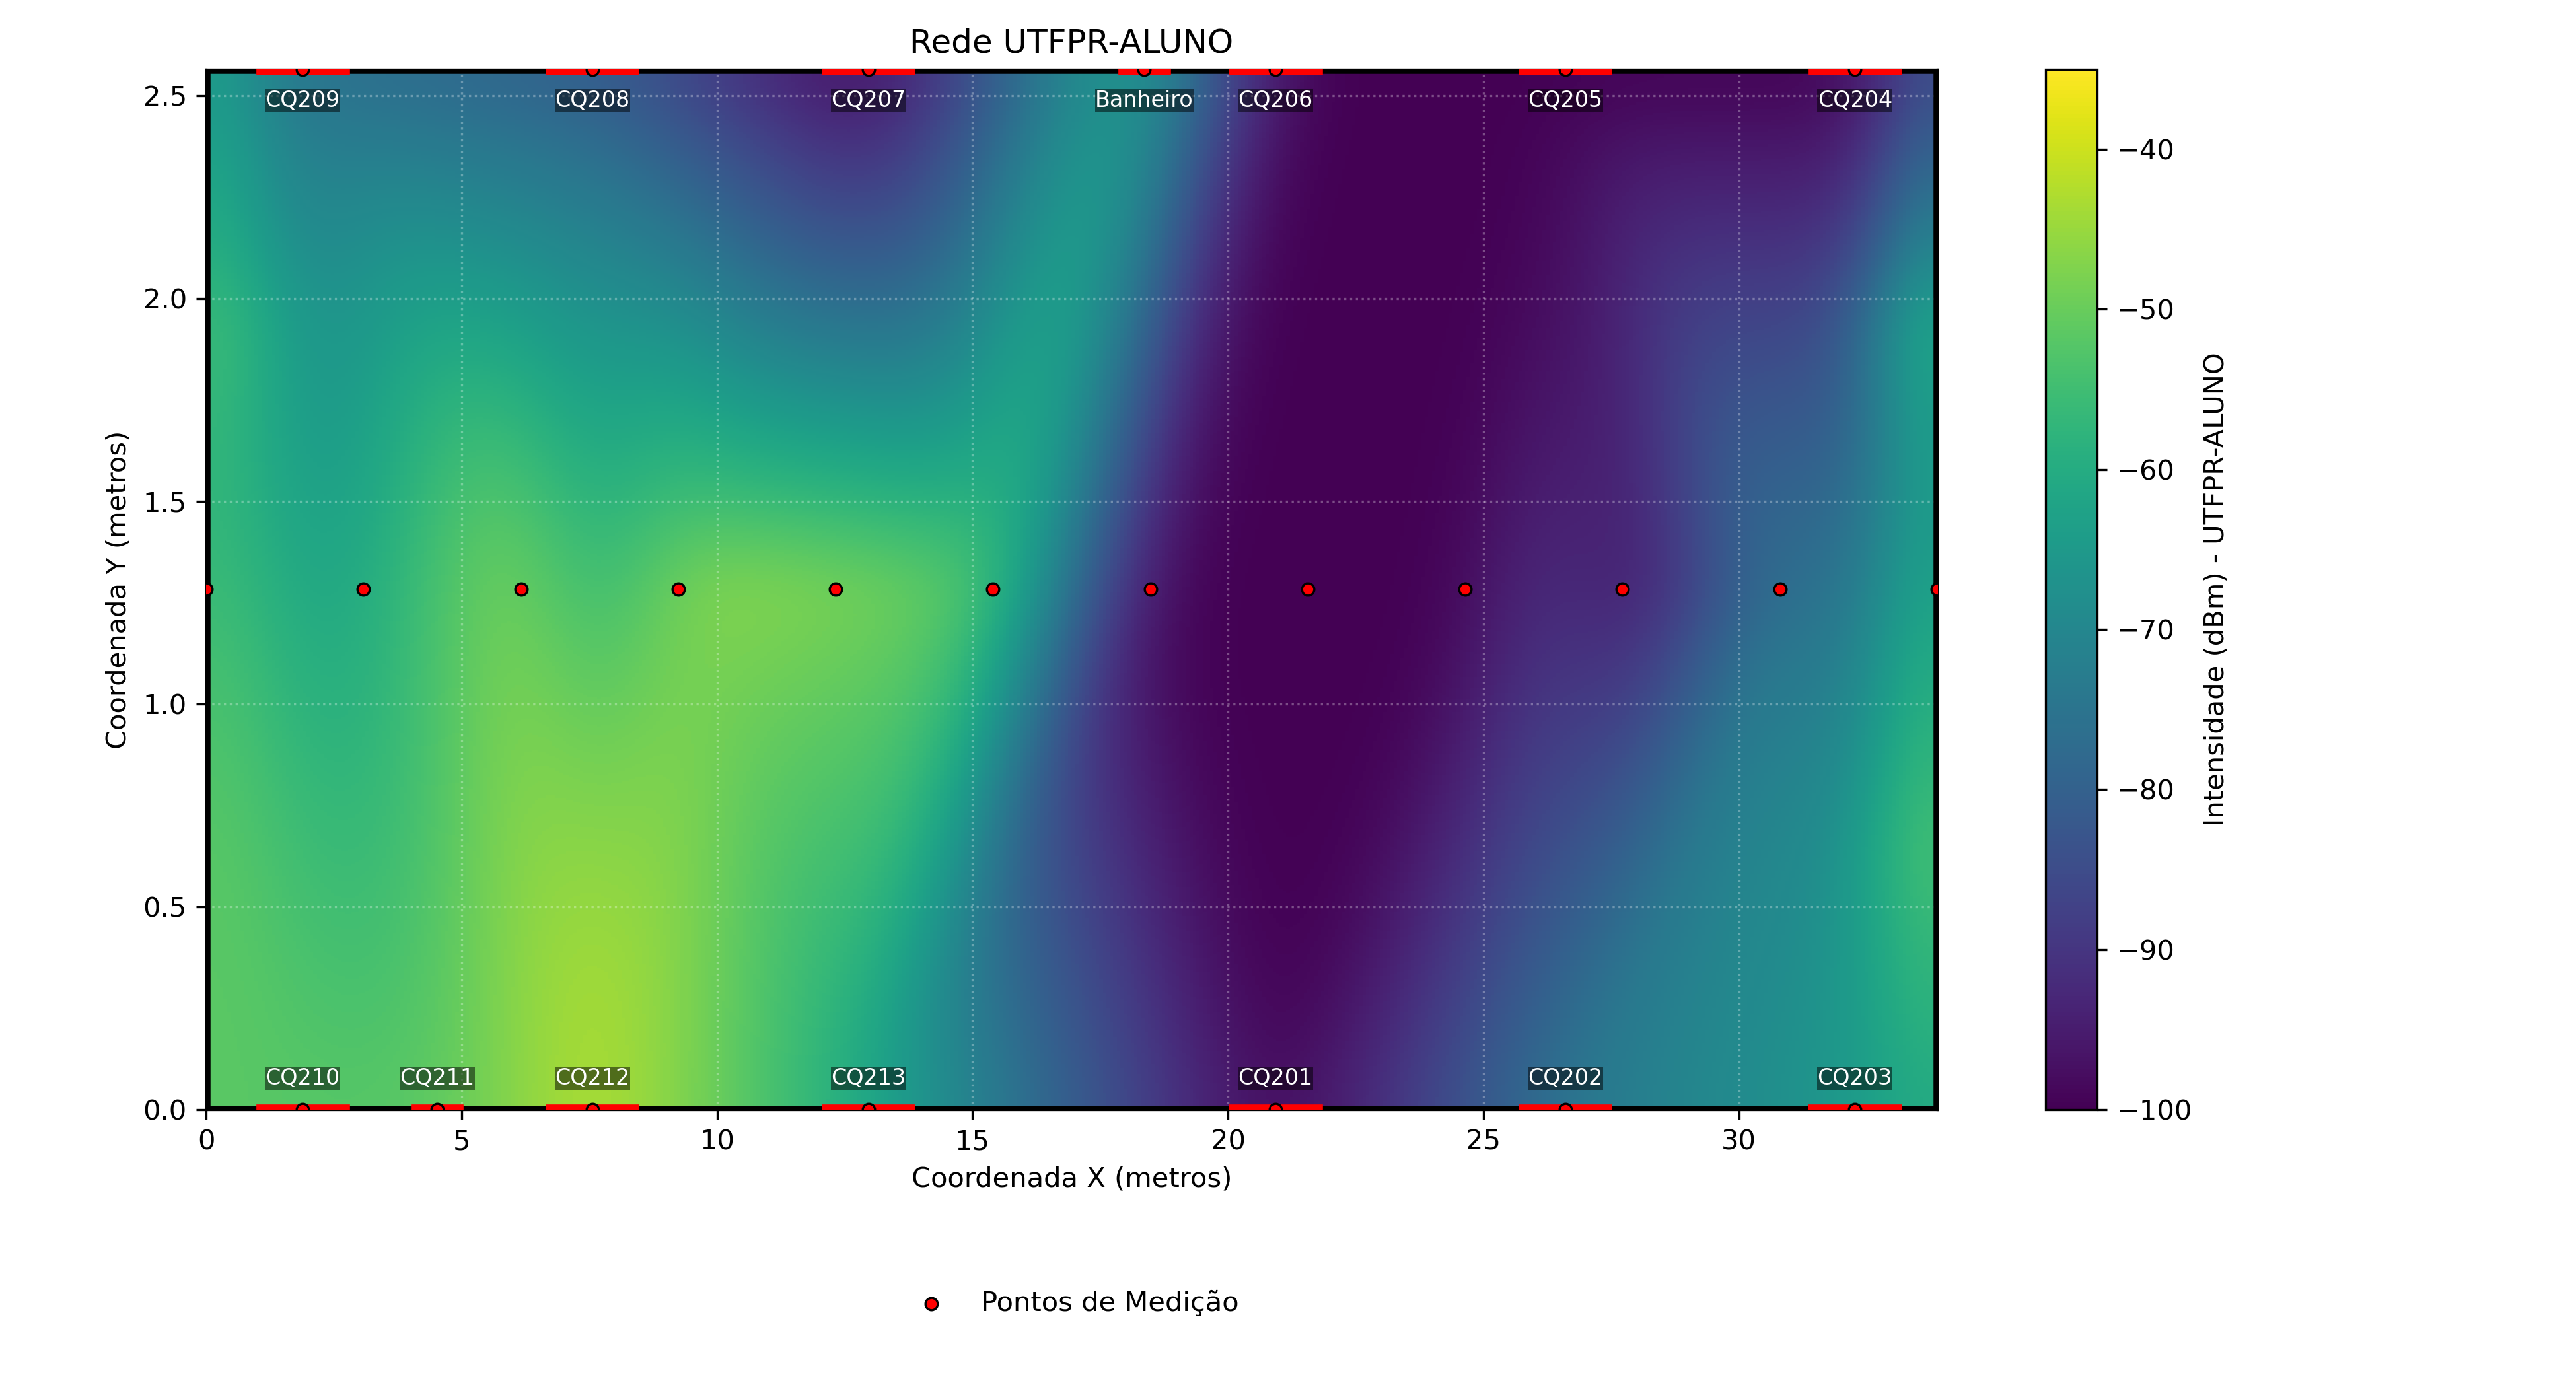 Rede UTFPR-ALUNO
CQ209 CQ208 CQ207 Banheiro CQ206 CQ205 CQ204
CQ210 CQ211 CQ212 CQ213 CQ201 CQ202 CQ203
2.5
2.0
1.5
1.0
0.5
0.0
Coordenada Y (metros)
0 5 10 15 20 25 30
Coordenada X (metros)
−40
−50
−60
−70
−80
−90
−100
Intensidade (dBm) - UTFPR-ALUNO
Pontos de Medição